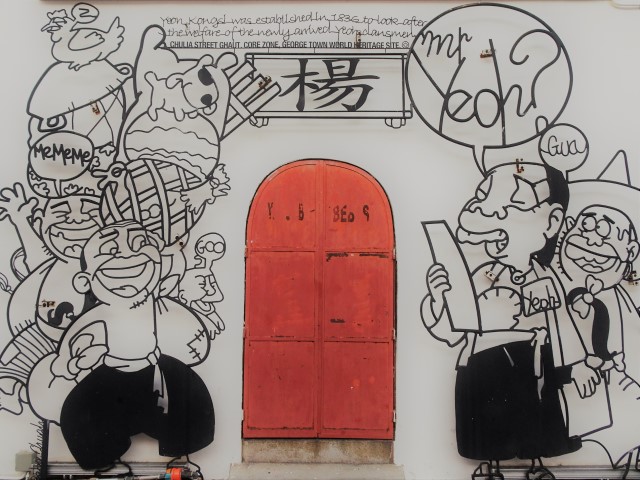 Yeoh Kongsi was established in 1836 to look after
the welfare of the newly arrived Yeoh clansmen
CHULIA STREET GHAUT. CORE ZONE, GEORGE TOWN WORLD HERITAGE SITE.
楊
Mr
Yeoh?
Gua
MeMeMe
Yeoh